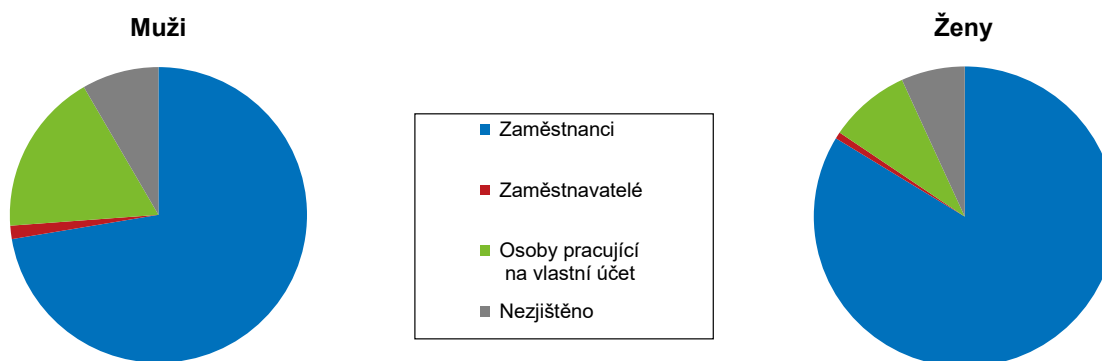 Muži
Ženy
Zaměstnanci
Zaměstnavatelé
Osoby pracující
na vlastní účet
Nezjištěno